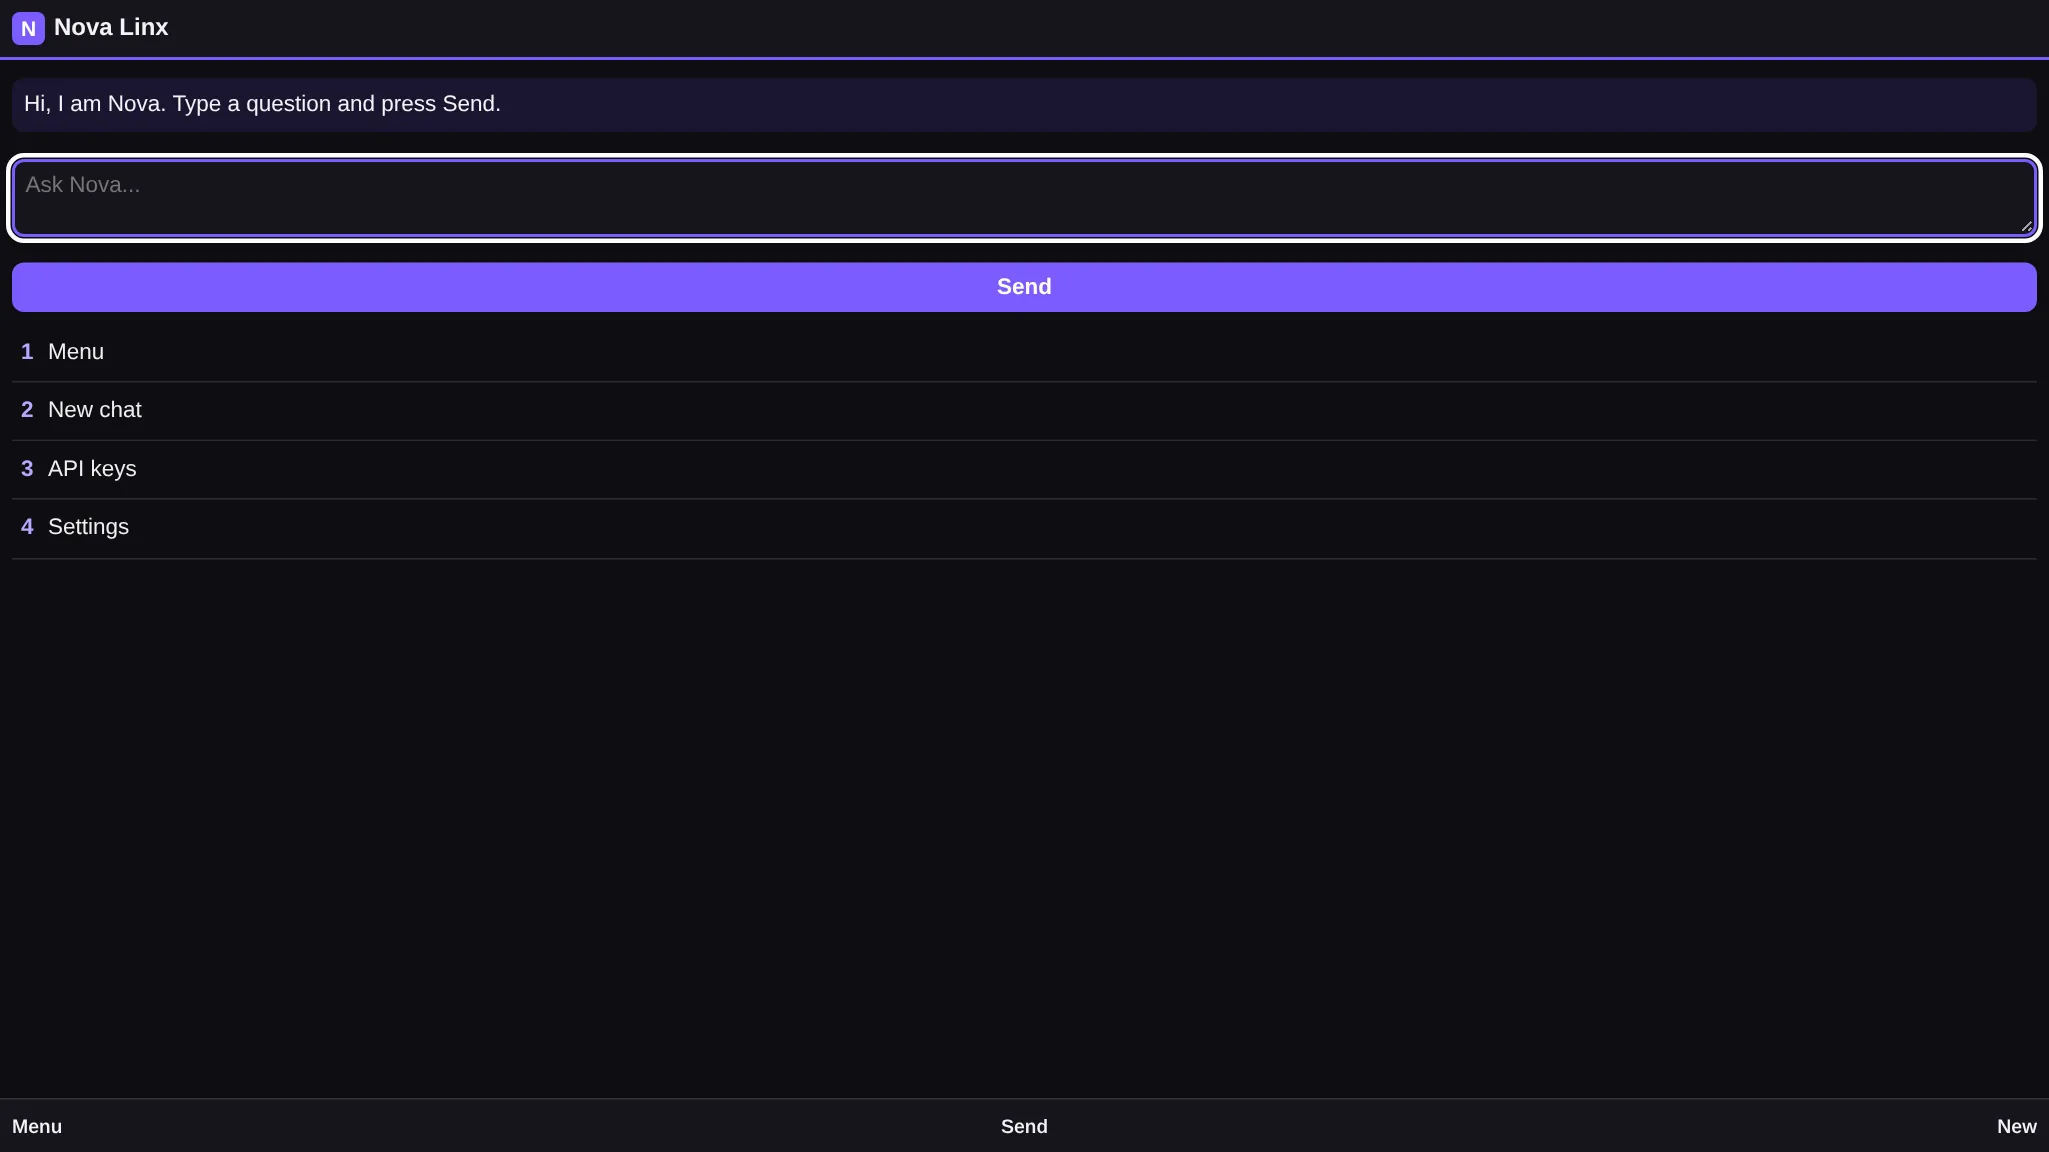 N Nova Linx
Hi, I am Nova. Type a question and press Send.
Ask Nova...
Send
1 Menu
2 New chat
3 API keys
4 Settings
Menu Send New